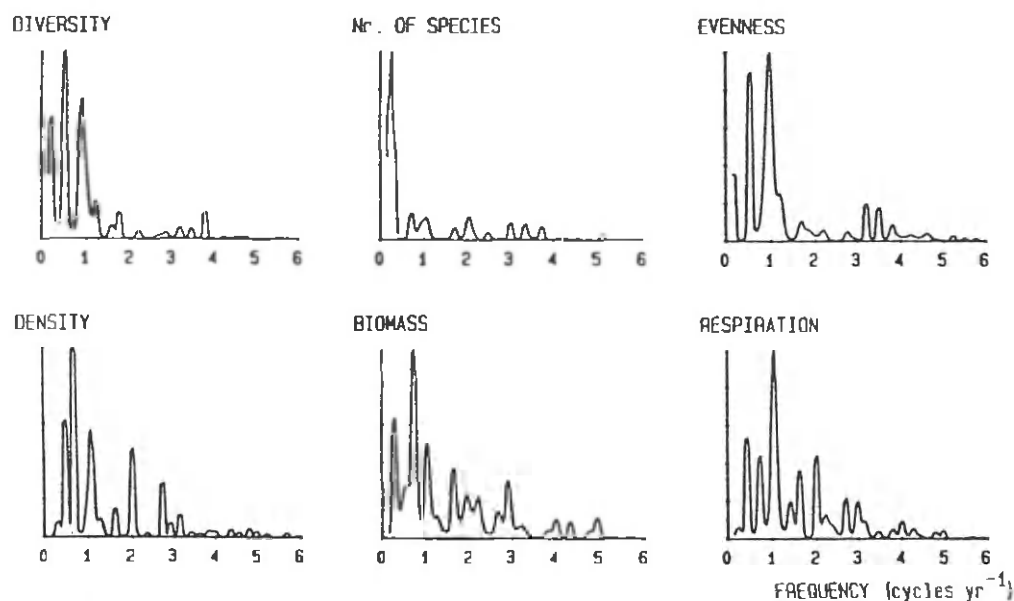 DIVERSITY
Nr. OF SPECIES
EVENNESS
0 1 2 3 4 5 6
0 1 2 3 4 5 6
0 1 2 3 4 5 6
DENSITY
BIOMASS
RESPIRATION
0 1 2 3 4 5 6
0 1 2 3 4 5 6
0 1 2 3 4 5 6
FREQUENCY (cycles yr⁻¹)